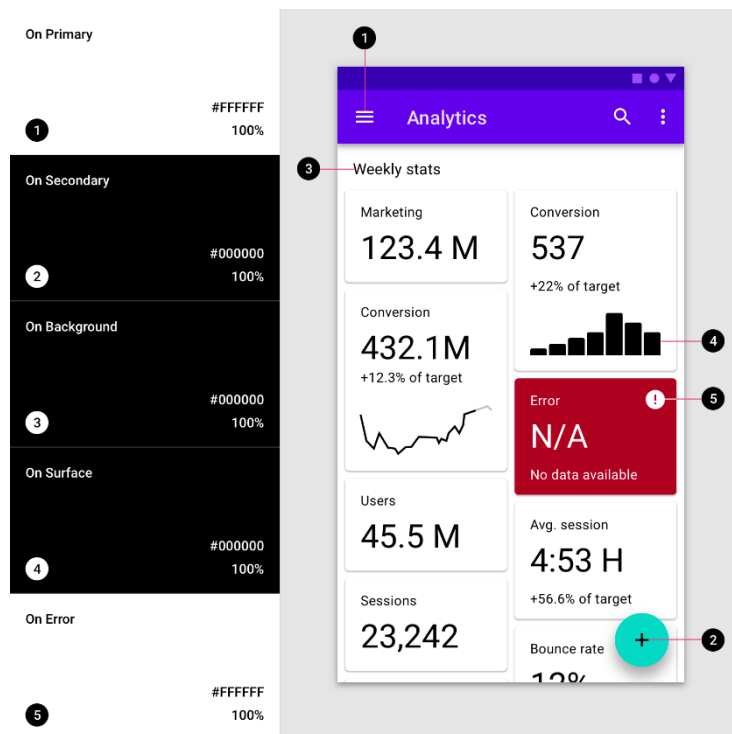 On Primary
#FFFFFF
1
100%
On Secondary
#000000
2
100%
On Background
#000000
3
100%
On Surface
#000000
4
100%
On Error
#FFFFFF
5
100%
1
Analytics
3
Weekly stats
Marketing
123.4 M
Conversion
432.1M
+12.3% of target
Users
45.5 M
Sessions
23,242
Conversion
537
+22% of target
4
Error
!
5
N/A
No data available
Avg. session
4:53 H
+56.6% of target
Bounce rate
+
2
12%